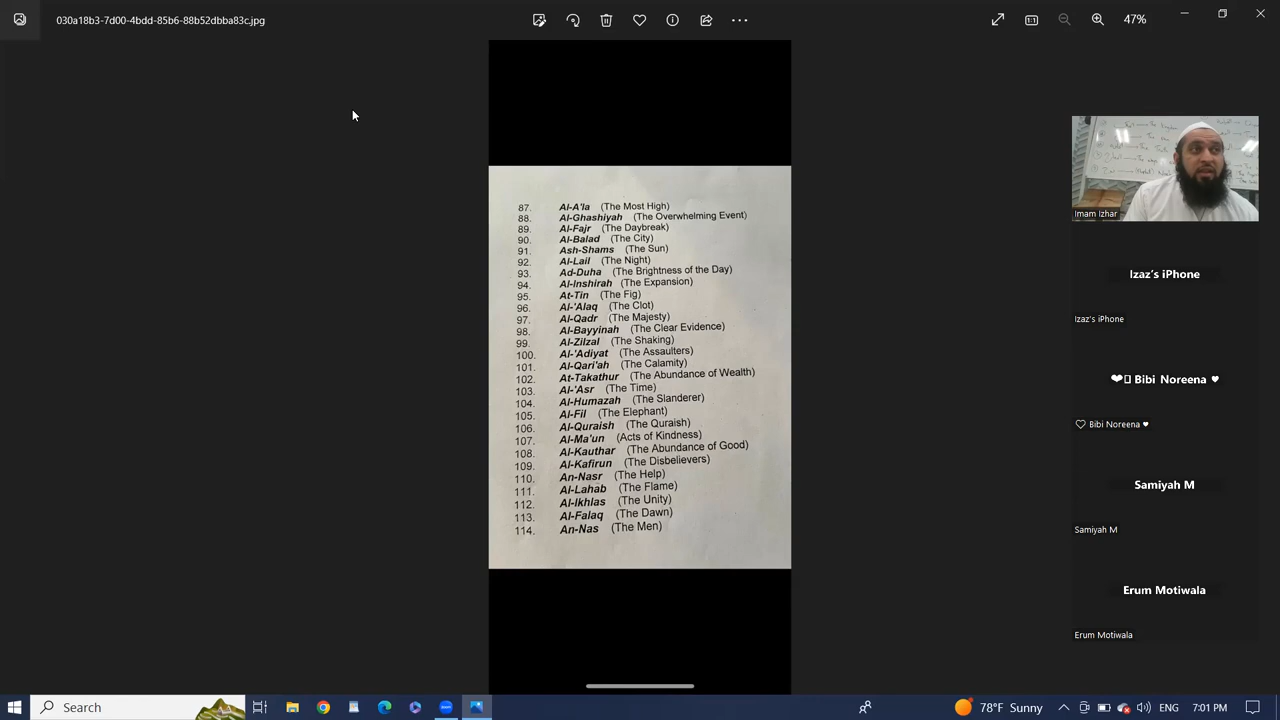 030a18b3-7d00-4bdd-85b6-88b52dbba83c.jpg
47%
87. Al-A'la (The Most High)
88. Al-Ghashiyah (The Overwhelming Event)
89. Al-Fajr (The Daybreak)
90. Al-Balad (The City)
91. Ash-Shams (The Sun)
92. Al-Lail (The Night)
93. Ad-Duha (The Brightness of the Day)
94. Al-Inshirah (The Expansion)
95. At-Tin (The Fig)
96. Al-'Alaq (The Clot)
97. Al-Qadr (The Majesty)
98. Al-Bayyinah (The Clear Evidence)
99. Al-Zilzal (The Shaking)
100. Al-'Adiyat (The Assaulters)
101. Al-Qari'ah (The Calamity)
102. At-Takathur (The Abundance of Wealth)
103. Al-'Asr (The Time)
104. Al-Humazah (The Slanderer)
105. Al-Fil (The Elephant)
106. Al-Quraish (The Quraish)
107. Al-Ma'un (Acts of Kindness)
108. Al-Kauthar (The Abundance of Good)
109. Al-Kafirun (The Disbelievers)
110. An-Nasr (The Help)
111. Al-Lahab (The Flame)
112. Al-Ikhlas (The Unity)
113. Al-Falaq (The Dawn)
114. An-Nas (The Men)
Imam Izhar
Izaz's iPhone
Izaz's iPhone
Bibi Noreena
Bibi Noreena
Samiyah M
Samiyah M
Erum Motiwala
Erum Motiwala
Search
78°F Sunny
ENG
7:01 PM